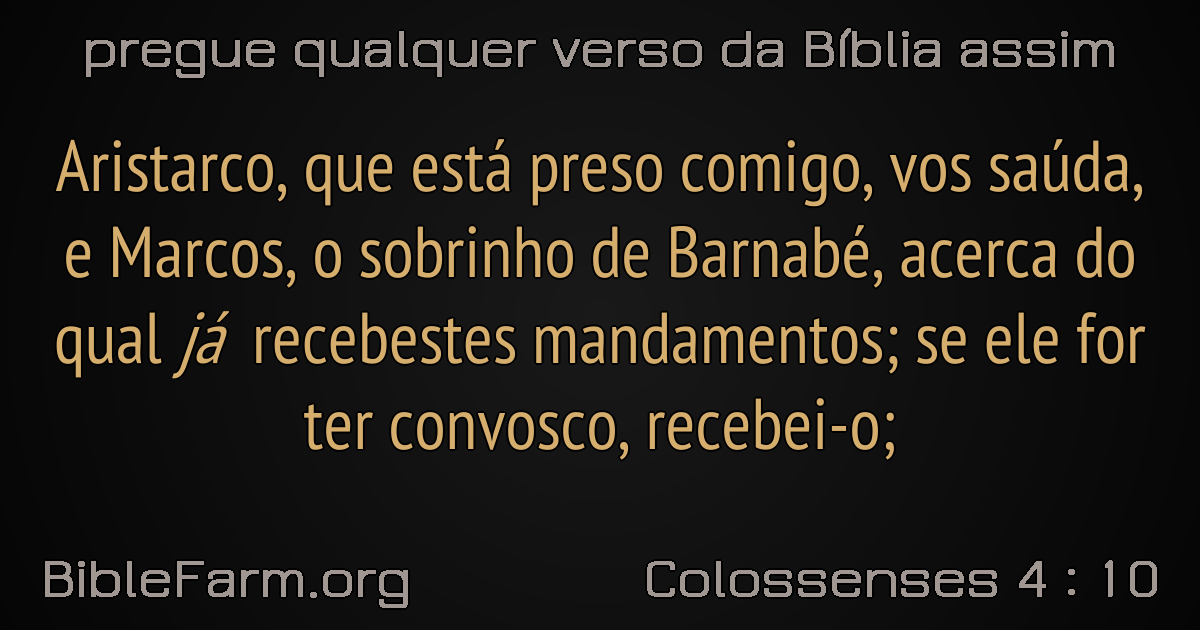 pregue qualquer verso da Bíblia assim
Aristarco, que está preso comigo, vos saúda,
e Marcos, o sobrinho de Barnabé, acerca do
qual já recebestes mandamentos; se ele for
ter convosco, recebei-o;
BibleFarm.org
Colossenses 4 : 10